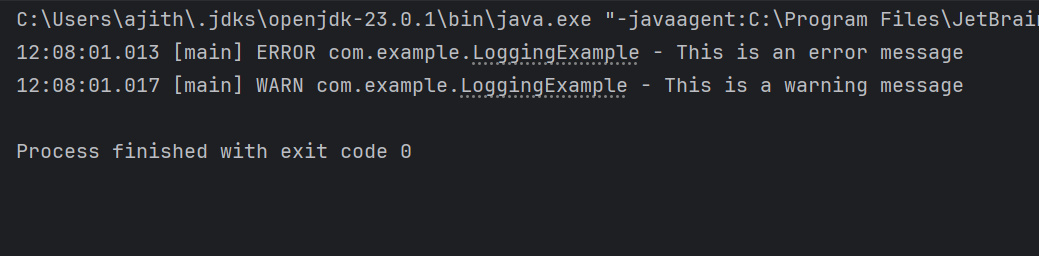 C:\Users\ajith\.jdks\openjdk-23.0.1\bin\java.exe "-javaagent:C:\Program Files\JetBrain
12:08:01.013 [main] ERROR com.example.LoggingExample - This is an error message
12:08:01.017 [main] WARN com.example.LoggingExample - This is a warning message
Process finished with exit code 0